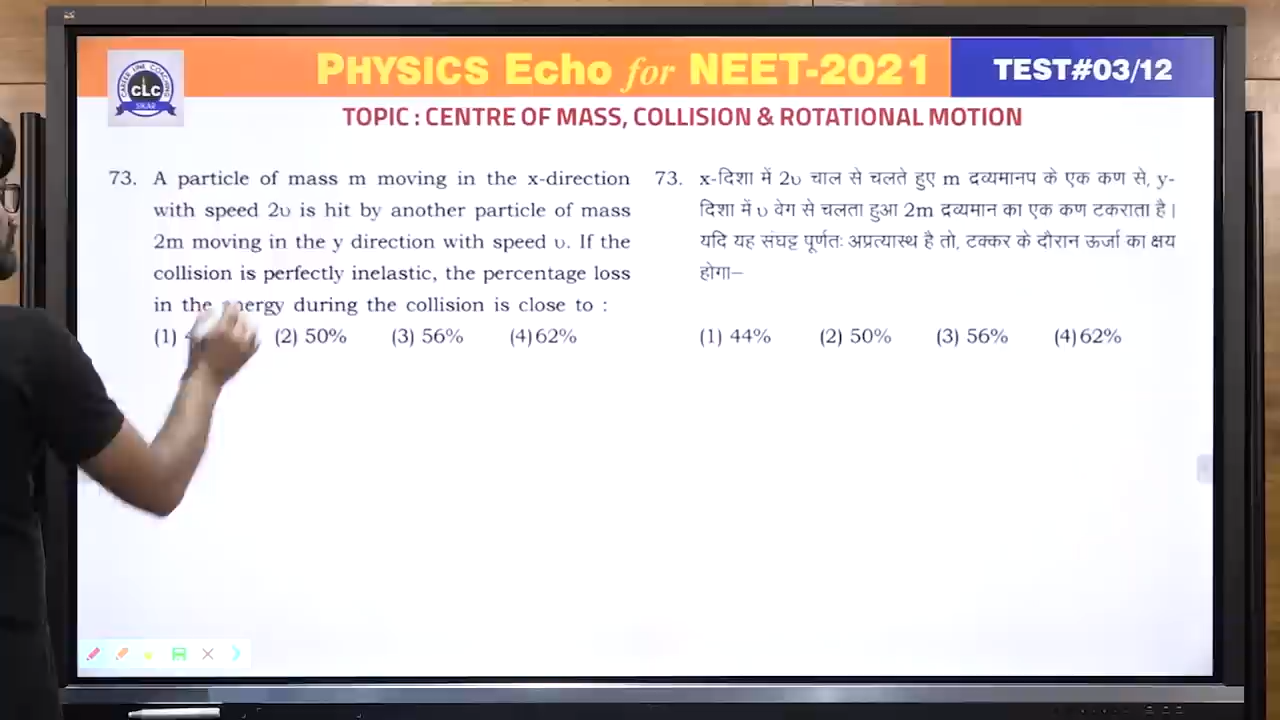 PHYSICS Echo for NEET-2021
TEST#03/12
CAREER LINE COACHING
CLC
SIKAR
TOPIC : CENTRE OF MASS, COLLISION & ROTATIONAL MOTION
73. A particle of mass m moving in the x-direction
with speed 2υ is hit by another particle of mass
2m moving in the y direction with speed υ. If the
collision is perfectly inelastic, the percentage loss
in the energy during the collision is close to :
(1) (2) 50% (3) 56% (4) 62%
73. x-दिशा में 2υ चाल से चलते हुए m द्रव्यमानप के एक कण से, y-
दिशा में υ वेग से चलता हुआ 2m द्रव्यमान का एक कण टकराता है।
यदि यह संघट्ट पूर्णतः अप्रत्यास्थ है तो, टक्कर के दौरान ऊर्जा का क्षय
होगा–
(1) 44% (2) 50% (3) 56% (4) 62%